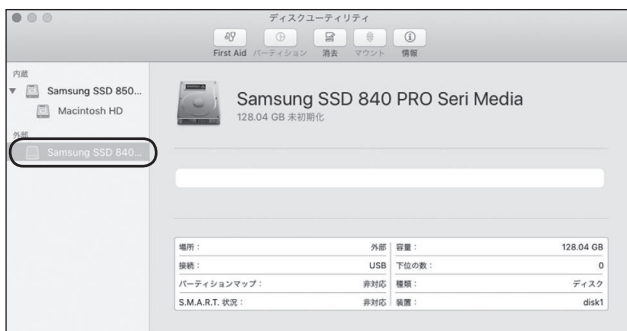 ディスクユーティリティ
First Aid パーティション 消去 マウント 情報
内蔵
Samsung SSD 850...
Macintosh HD
外部
Samsung SSD 840...
Samsung SSD 840 PRO Seri Media
128.04 GB 未初期化
場所： 外部 容量： 128.04 GB
接続： USB 下位の数： 0
パーティションマップ： 非対応 種類： ディスク
S.M.A.R.T. 状況： 非対応 装置： disk1